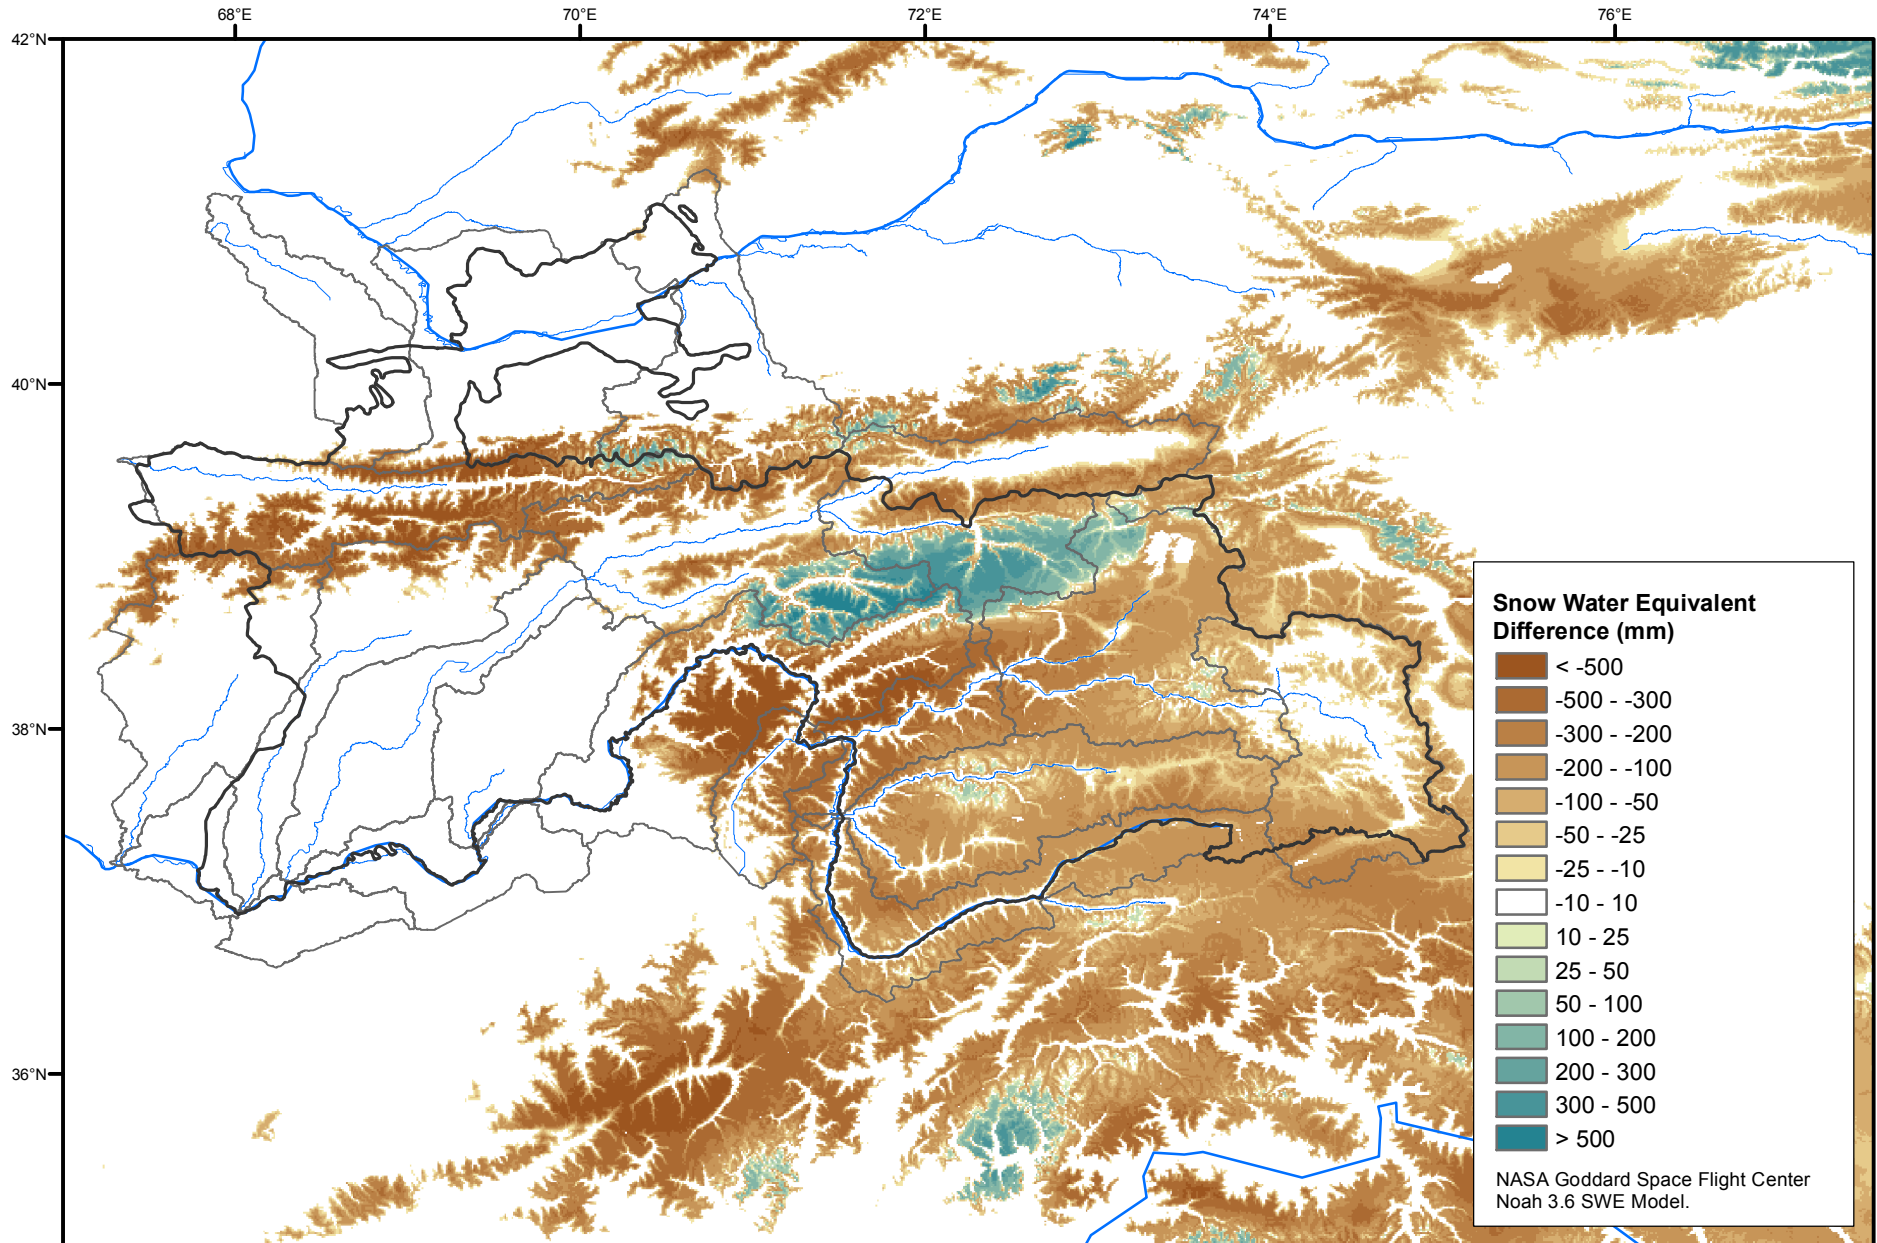 68°E 70°E 72°E 74°E 76°E
42°N
40°N
38°N
36°N
Snow Water Equivalent
Difference (mm)
< -500
-500 - -300
-300 - -200
-200 - -100
-100 - -50
-50 - -25
-25 - -10
-10 - 10
10 - 25
25 - 50
50 - 100
100 - 200
200 - 300
300 - 500
> 500
NASA Goddard Space Flight Center
Noah 3.6 SWE Model.